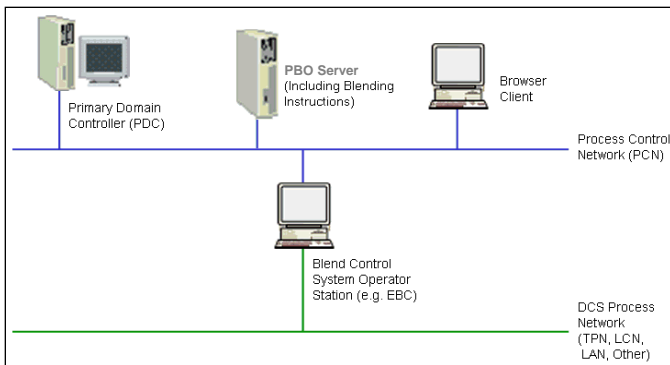 PBO Server
(Including Blending
Instructions)
Browser
Client
Primary Domain
Controller (PDC)
Process Control
Network (PCN)
Blend Control
System Operator
Station (e.g. EBC)
DCS Process
Network
(TPN, LCN,
LAN, Other)